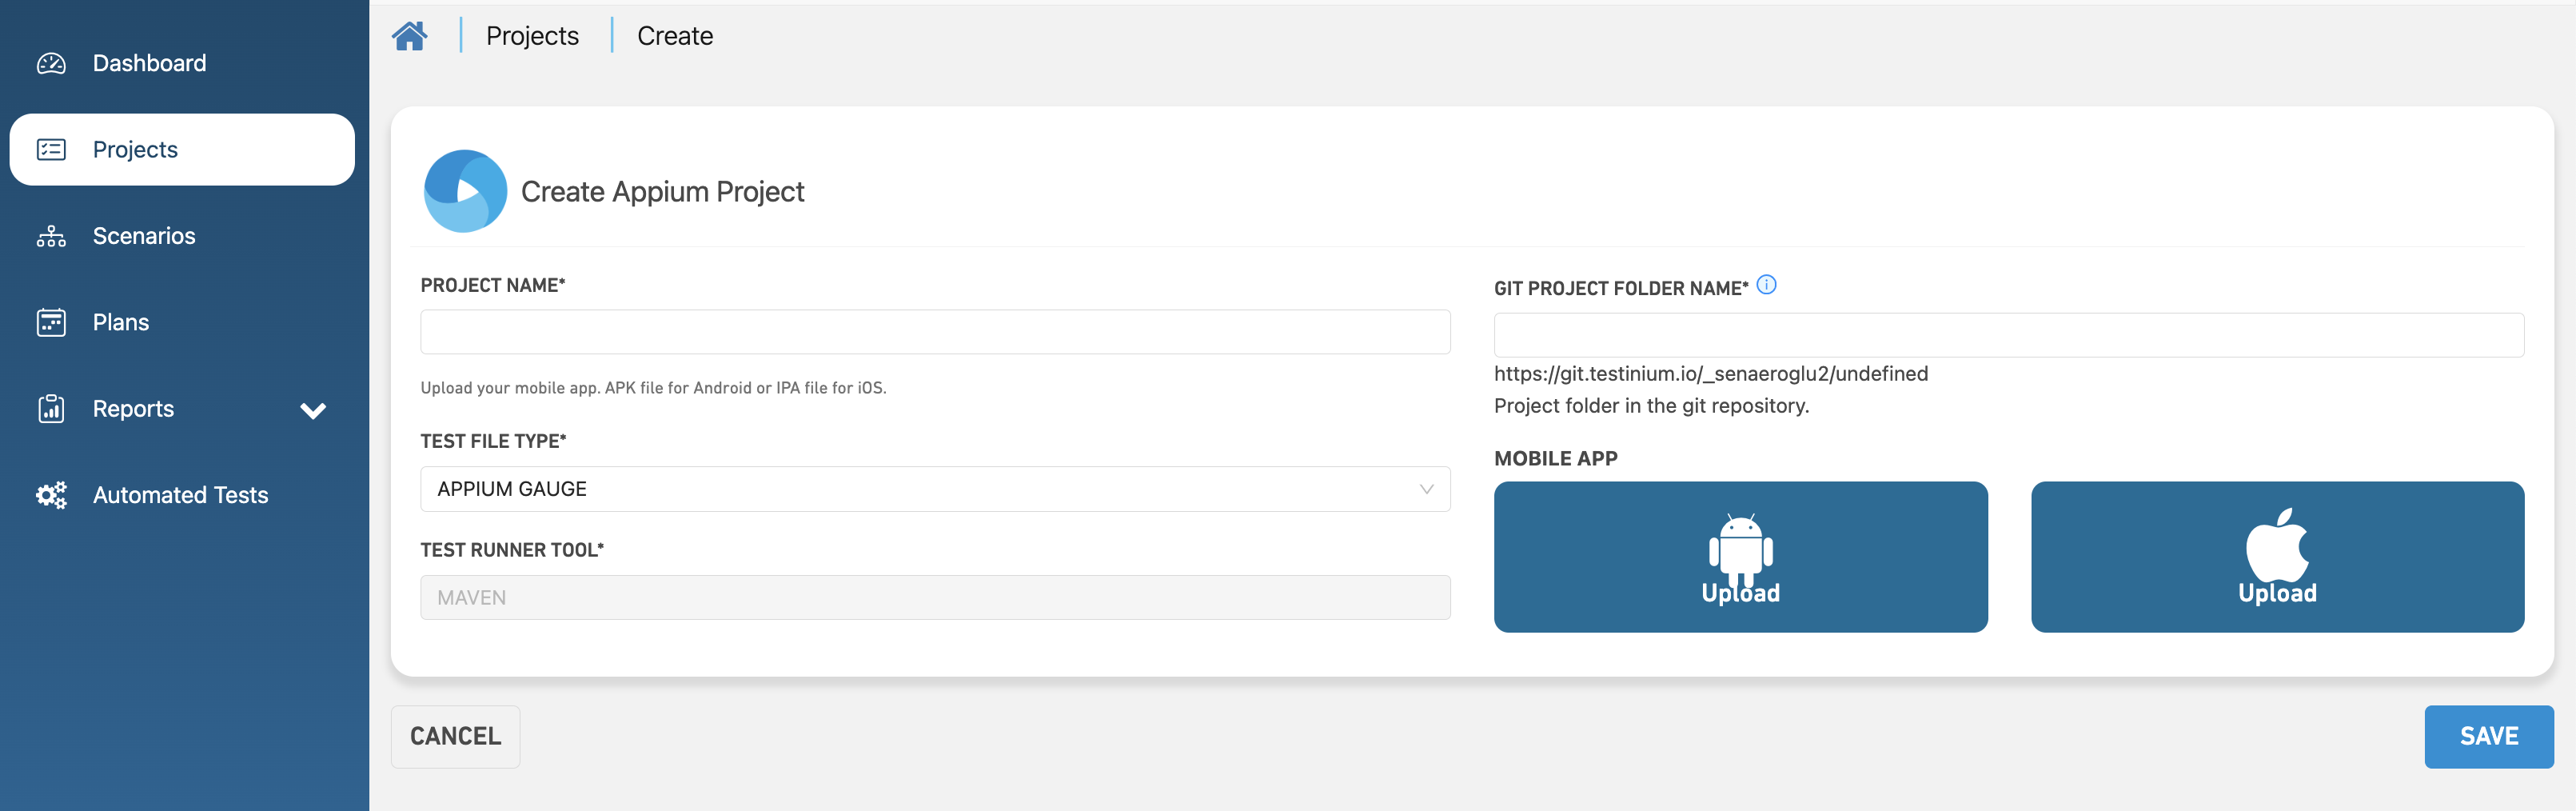 Dashboard
Projects
Scenarios
Plans
Reports
Automated Tests
Projects
Create
Create Appium Project
PROJECT NAME*
Upload your mobile app. APK file for Android or IPA file for iOS.
TEST FILE TYPE*
APPIUM GAUGE
TEST RUNNER TOOL*
MAVEN
GIT PROJECT FOLDER NAME*
https://git.testinium.io/_senaeroglu2/undefined
Project folder in the git repository.
MOBILE APP
Upload
Upload
CANCEL
SAVE